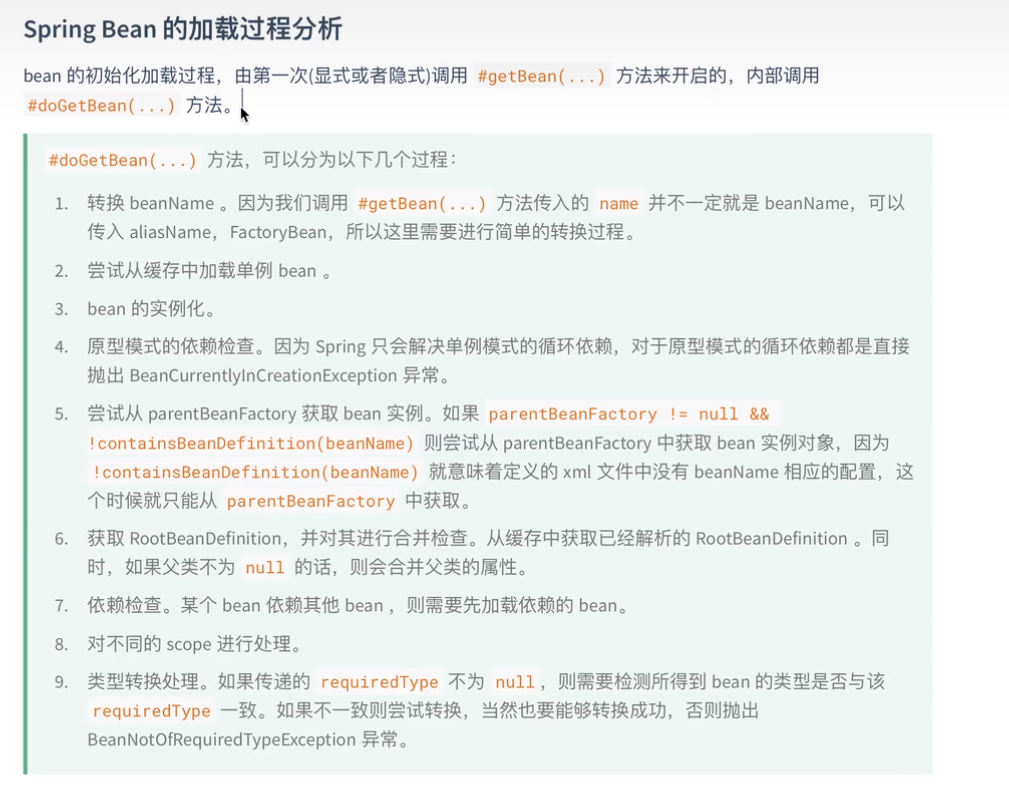 Spring Bean 的加载过程分析
bean 的初始化加载过程，由第一次(显式或者隐式)调用 #getBean(...) 方法来开启的，内部调用
#doGetBean(...) 方法。
#doGetBean(...) 方法，可以分为以下几个过程：
1. 转换 beanName 。因为我们调用 #getBean(...) 方法传入的 name 并不一定就是 beanName，可以
传入 aliasName，FactoryBean，所以这里需要进行简单的转换过程。
2. 尝试从缓存中加载单例 bean 。
3. bean 的实例化。
4. 原型模式的依赖检查。因为 Spring 只会解决单例模式的循环依赖，对于原型模式的循环依赖都是直接
抛出 BeanCurrentlyInCreationException 异常。
5. 尝试从 parentBeanFactory 获取 bean 实例。如果 parentBeanFactory != null &&
!containsBeanDefinition(beanName) 则尝试从 parentBeanFactory 中获取 bean 实例对象，因为
!containsBeanDefinition(beanName) 就意味着定义的 xml 文件中没有 beanName 相应的配置，这
个时候就只能从 parentBeanFactory 中获取。
6. 获取 RootBeanDefinition，并对其进行合并检查。从缓存中获取已经解析的 RootBeanDefinition 。同
时，如果父类不为 null 的话，则会合并父类的属性。
7. 依赖检查。某个 bean 依赖其他 bean ，则需要先加载依赖的 bean。
8. 对不同的 scope 进行处理。
9. 类型转换处理。如果传递的 requiredType 不为 null，则需要检测所得到 bean 的类型是否与该
requiredType 一致。如果不一致则尝试转换，当然也要能够转换成功，否则抛出
BeanNotOfRequiredTypeException 异常。